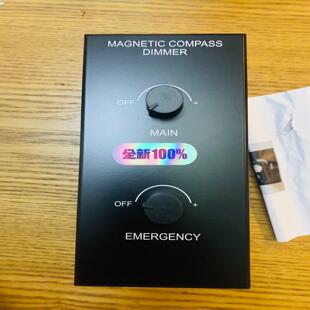 MAGNETIC COMPASS
DIMMER
OFF +
MAIN
全新100%
OFF +
EMERGENCY